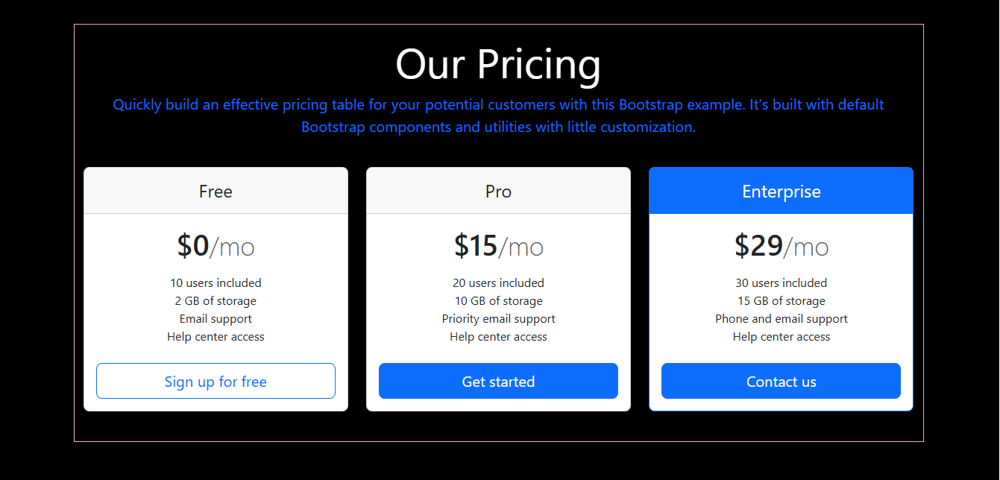 Our Pricing
Quickly build an effective pricing table for your potential customers with this Bootstrap example. It’s built with default
Bootstrap components and utilities with little customization.
Free
$0/mo
10 users included
2 GB of storage
Email support
Help center access
Sign up for free
Pro
$15/mo
20 users included
10 GB of storage
Priority email support
Help center access
Get started
Enterprise
$29/mo
30 users included
15 GB of storage
Phone and email support
Help center access
Contact us